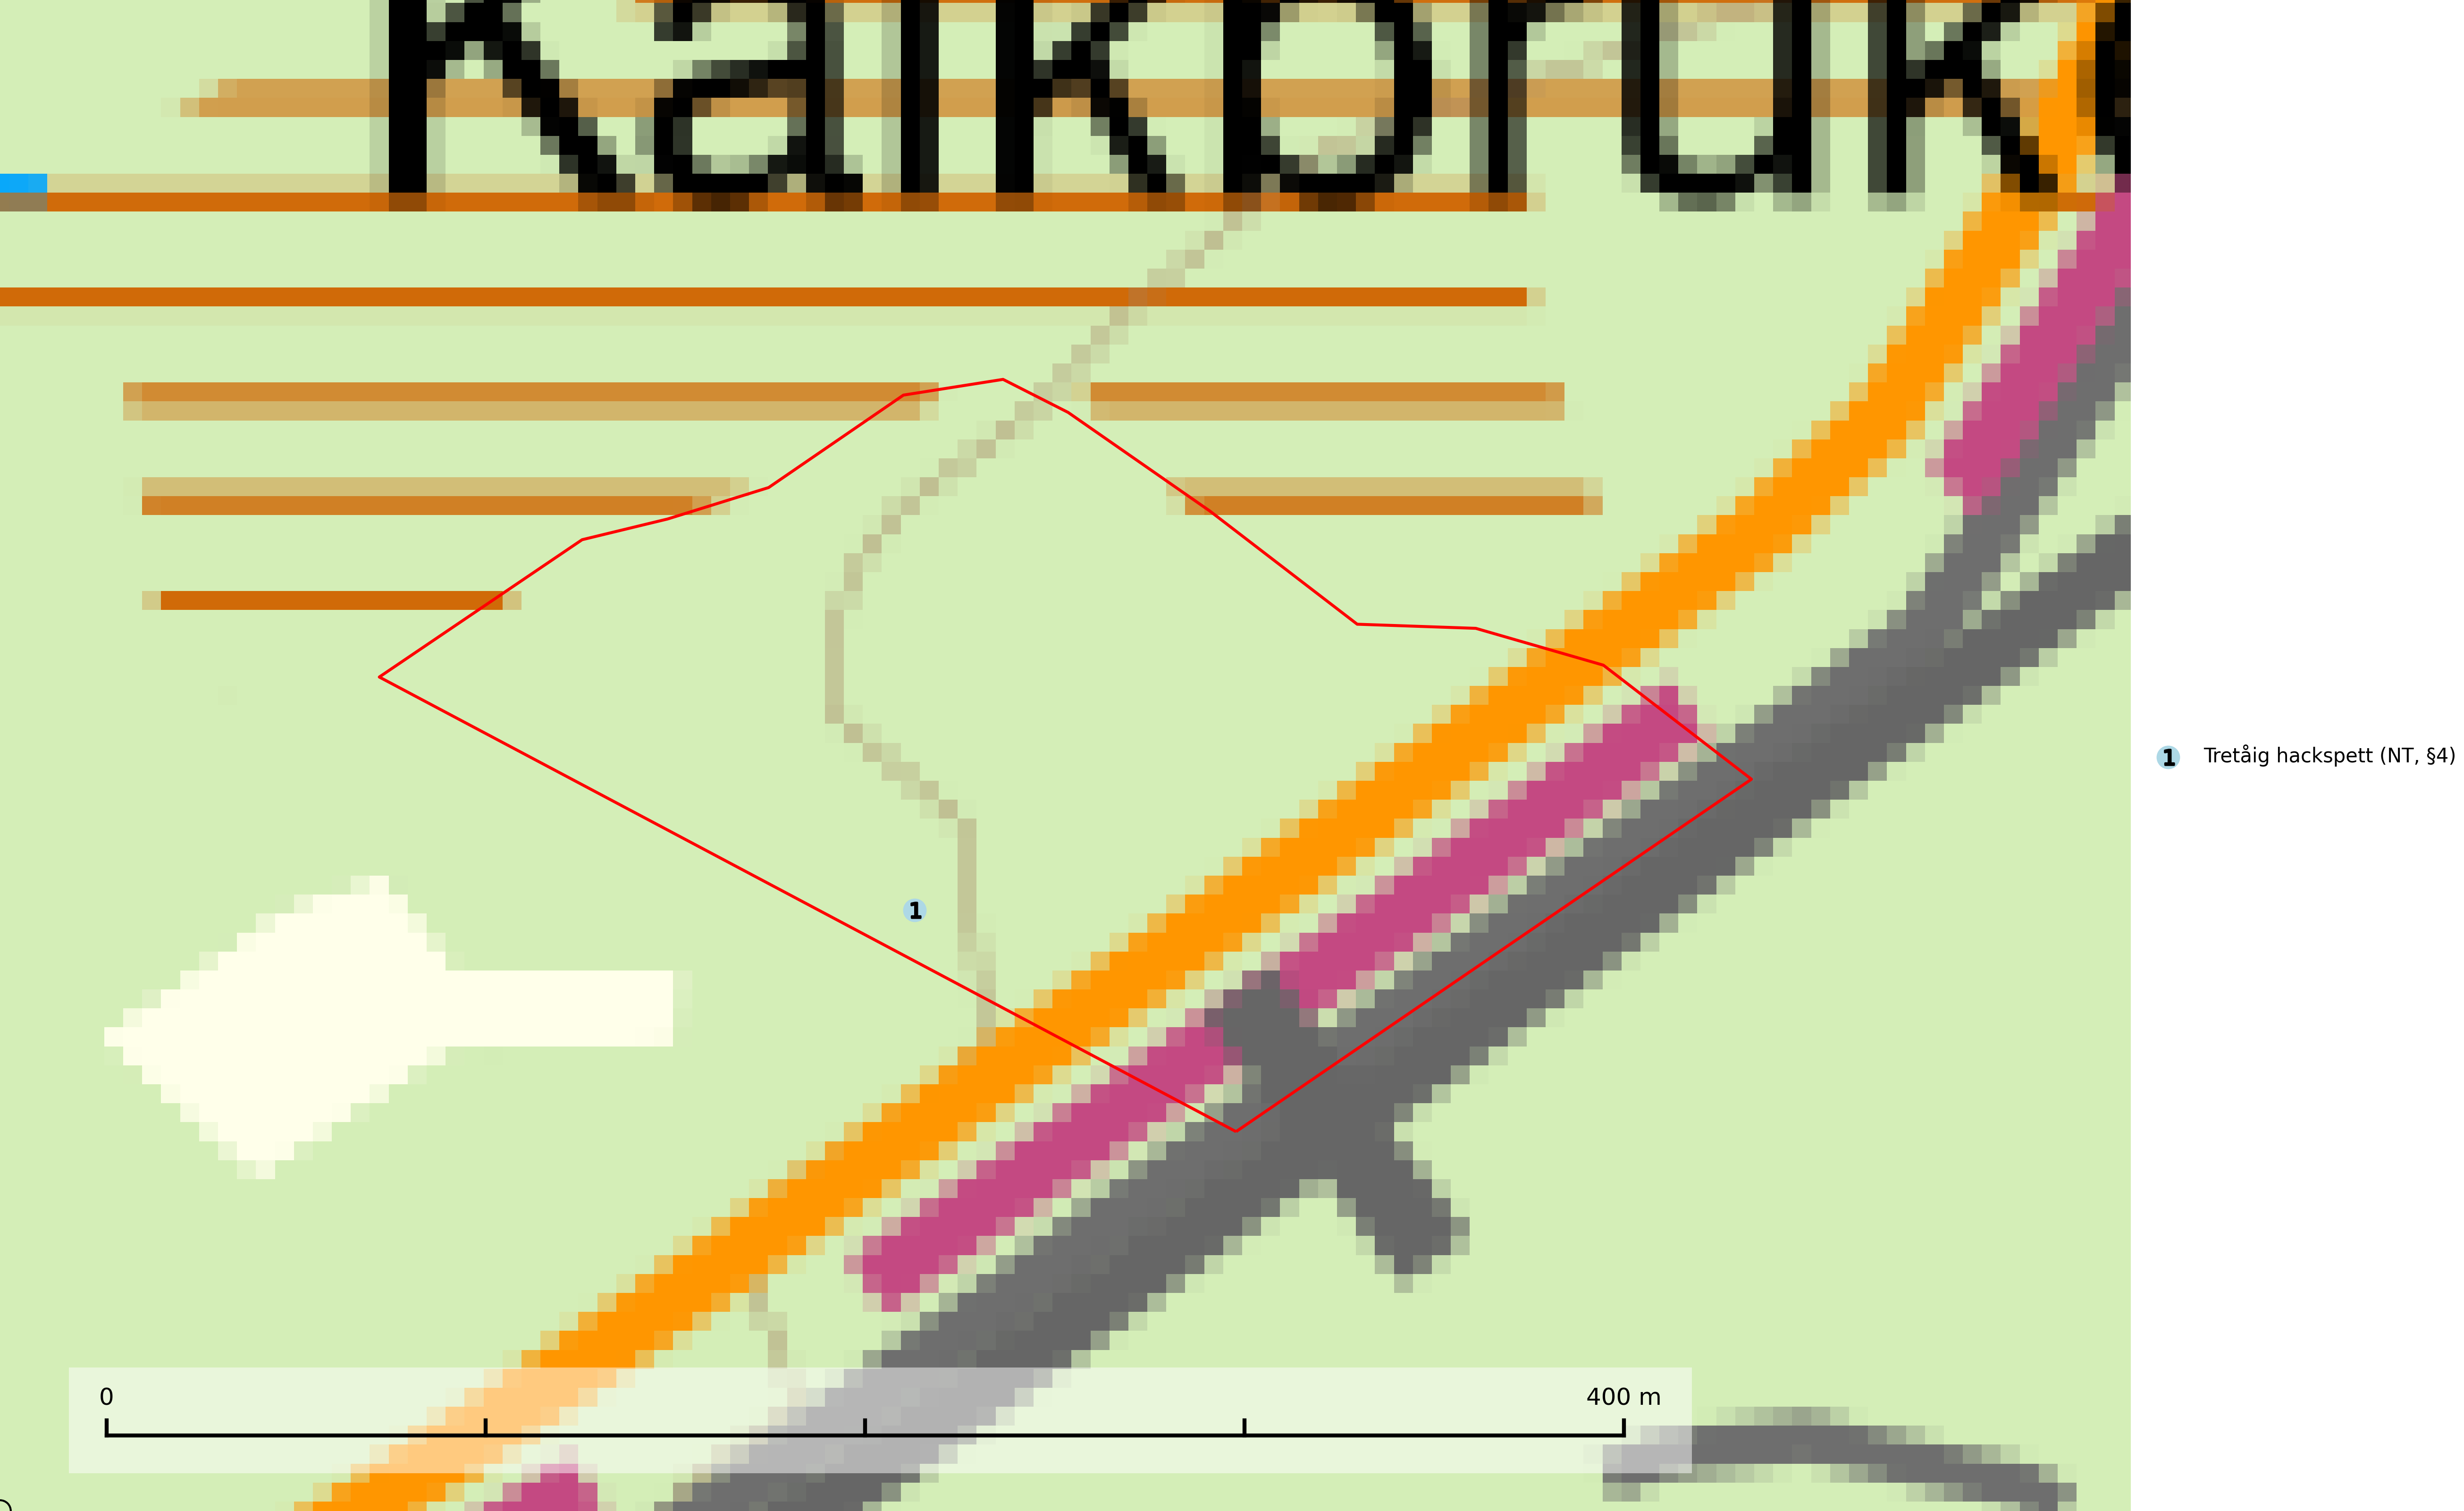 Kalkbruk
1 Tretåig hackspett (NT, §4)
1
0 400 m